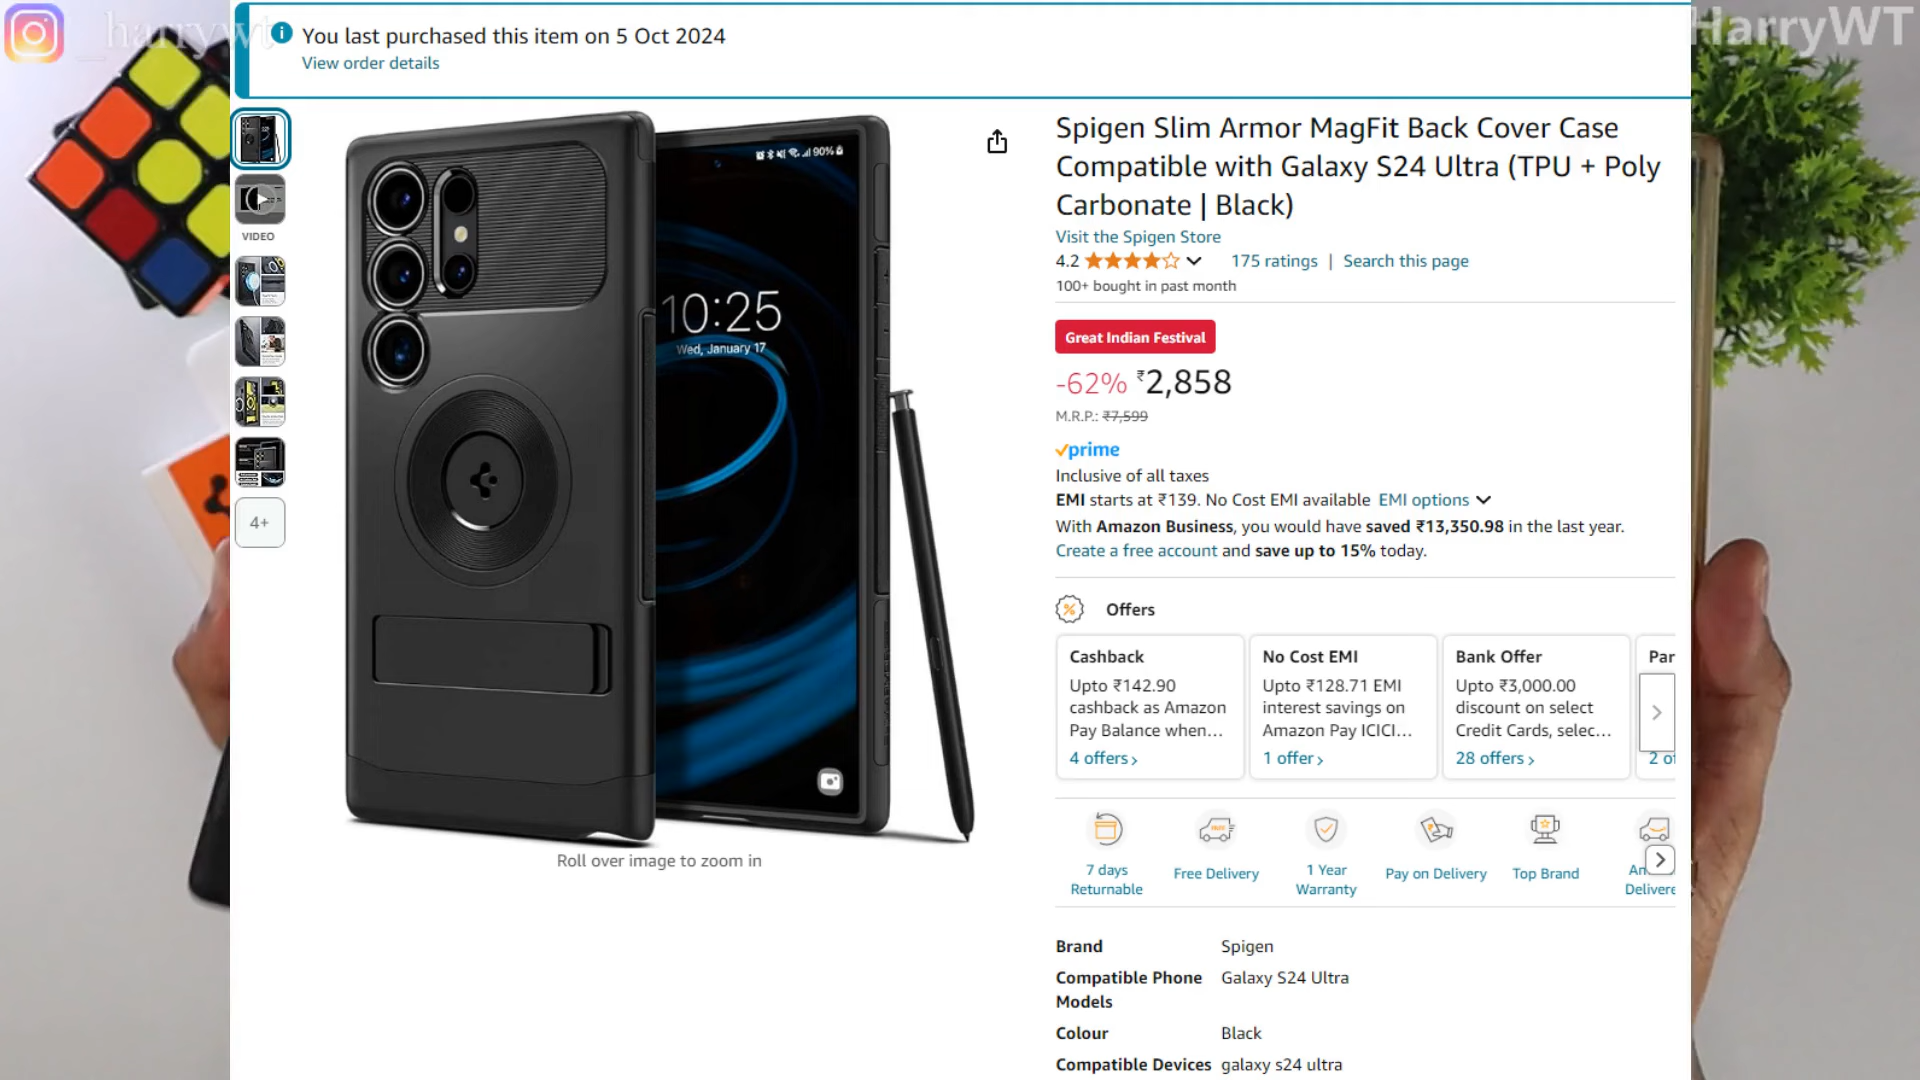 _harrywt
HarryWT
You last purchased this item on 5 Oct 2024
View order details
VIDEO
4+
90%
10:25
Wed, January 17
Roll over image to zoom in
Spigen Slim Armor MagFit Back Cover Case
Compatible with Galaxy S24 Ultra (TPU + Poly
Carbonate | Black)
Visit the Spigen Store
4.2
175 ratings | Search this page
100+ bought in past month
Great Indian Festival
-62% ₹2,858
M.R.P.: ₹7,599
prime
Inclusive of all taxes
EMI starts at ₹139. No Cost EMI available EMI options
With Amazon Business, you would have saved ₹13,350.98 in the last year.
Create a free account and save up to 15% today.
Offers
Cashback
Upto ₹142.90
cashback as Amazon
Pay Balance when...
4 offers
No Cost EMI
Upto ₹128.71 EMI
interest savings on
Amazon Pay ICICI...
1 offer
Bank Offer
Upto ₹3,000.00
discount on select
Credit Cards, selec...
28 offers
Par
2 o
7 days
Returnable
Free Delivery
1 Year
Warranty
Pay on Delivery
Top Brand
Am
Delivere
Brand Spigen
Compatible Phone Models Galaxy S24 Ultra
Colour Black
Compatible Devices galaxy s24 ultra